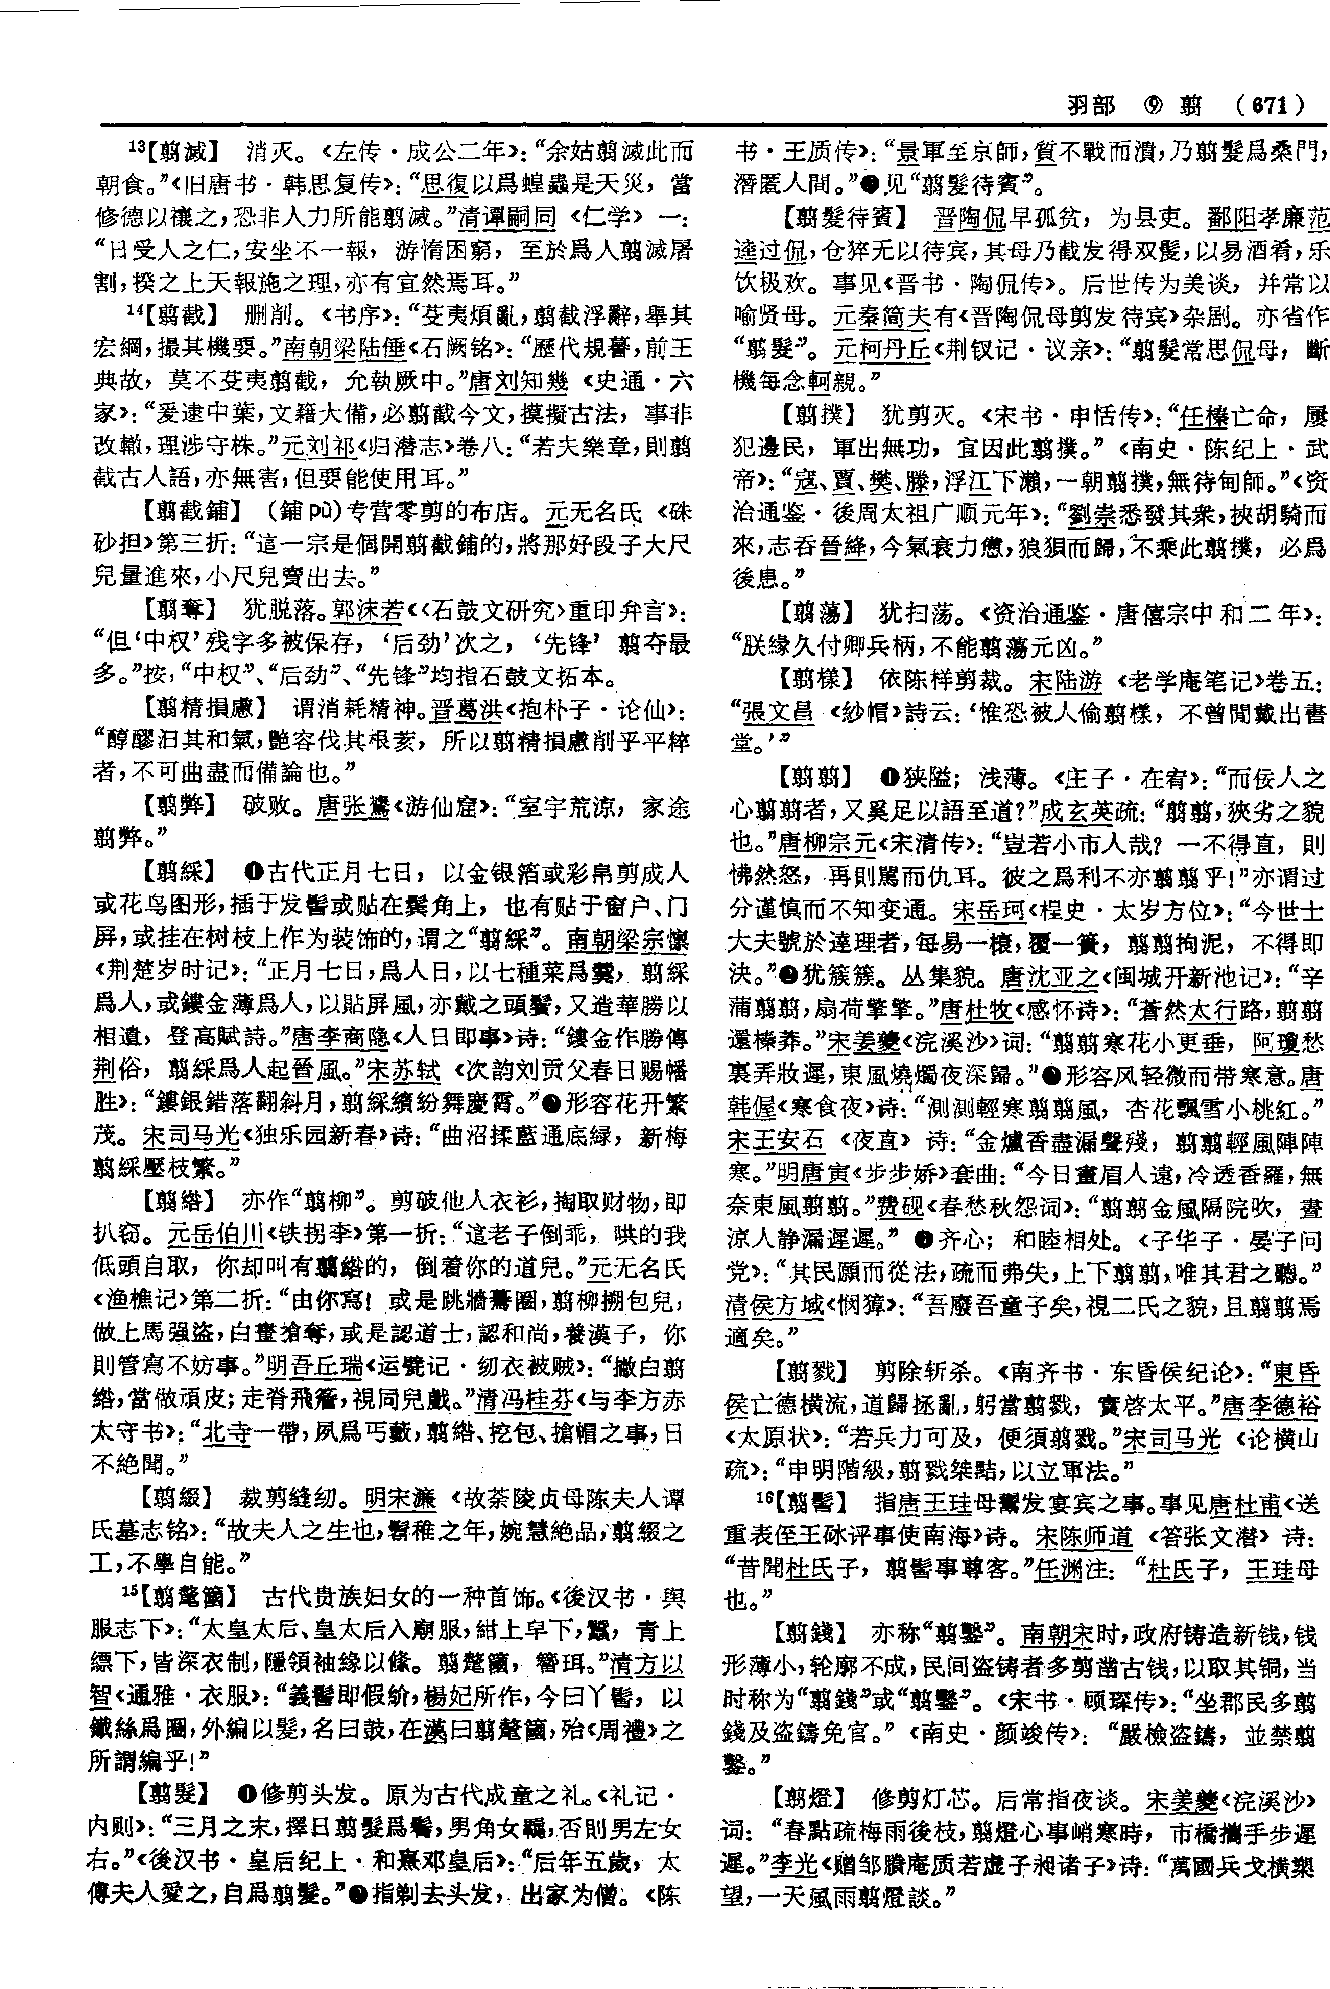 羽部 ⑨ 翦 (671)
13【翦滅】 消灭。《左传·成公二年》：“余姑翦滅此而
朝食。”《旧唐书·韩思复传》：“思復以爲蝗蟲是天災，當
修德以禳之，恐非人力所能翦滅。”清谭嗣同《仁学》一：
“日受人之仁，安坐不一報，游惰困窮，至於爲人翦滅屠
割，揆之上天報施之理，亦有宜然焉耳。”
14【翦截】 删削。《书序》：“芟夷煩亂，翦截浮辭，舉其
宏綱，撮其機要。”南朝梁陆倕《石阙铭》：“歷代規謩，前王
典故，莫不芟夷翦截，允執厥中。”唐刘知幾《史通·六
家》：“爰逮中葉，文籍大備，必翦截今文，摸擬古法，事非
改轍，理涉守株。”元刘祁《归潜志》卷八：“若夫樂章，則翦
截古人語，亦無害，但要能使用耳。”
【翦截鋪】 (鋪pù)专营零剪的布店。元无名氏《硃
砂担》第三折：“這一宗是個開翦截鋪的，將那好段子大尺
兒量進來，小尺兒賣出去。”
【翦奪】 犹脱落。郭沫若《〈石鼓文研究〉重印弁言》：
“但‘中权’残字多被保存，‘后劲’次之，‘先锋’翦夺最
多。”按，“中权”、“后劲”、“先锋”均指石鼓文拓本。
【翦精損慮】 谓消耗精神。晋葛洪《抱朴子·论仙》：
“醇醪汩其和氣，艷容伐其根荄，所以翦精損慮削乎平粹
者，不可曲盡而備論也。”
【翦弊】 破败。唐张鷟《游仙窟》：“室宇荒凉，家途
翦弊。”
【翦綵】 ❶古代正月七日，以金银箔或彩帛剪成人
或花鸟图形，插于发髻或贴在鬓角上，也有贴于窗户、门
屏，或挂在树枝上作为装饰的，谓之“翦綵”。南朝梁宗懔
《荆楚岁时记》：“正月七日，爲人日，以七種菜爲羹，翦綵
爲人，或鏤金薄爲人，以貼屏風，亦戴之頭鬢，又造華勝以
相遺，登高賦詩。”唐李商隐《人日即事》诗：“鏤金作勝傳
荆俗，翦綵爲人起晉風。”宋苏轼《次韵刘贡父春日赐幡
胜》：“鏤銀錯落翻斜月，翦綵繽紛舞慶霄。”❷形容花开繁
茂。宋司马光《独乐园新春》诗：“曲沼揉藍通底緑，新梅
翦綵壓枝繁。”
【翦綹】 亦作“翦柳”。剪破他人衣衫，掏取财物，即
扒窃。元岳伯川《铁拐李》第一折：“這老子倒乖，哄的我
低頭自取，你却叫有翦綹的，倒着你的道兒。”元无名氏
《渔樵记》第二折：“由你寫！或是跳牆驀圈，翦柳搠包兒，
做上馬强盜，白晝搶奪，或是認道士，認和尚，養漢子，你
則管寫不妨事。”明吾丘瑞《运甓记·纫衣被贼》：“撇白翦
綹，當做頑皮；走脊飛簷，視同兒戲。”清冯桂芬《与李方赤
太守书》：“北寺一帶，夙爲丐藪，翦綹、挖包、搶帽之事，日
不絶聞。”
【翦綴】 裁剪缝纫。明宋濂《故茶陵贞母陈夫人谭
氏墓志铭》：“故夫人之生也，髫稚之年，婉慧絶品，翦綴之
工，不學自能。”
15【翦氂簂】 古代贵族妇女的一种首饰。《後汉书·舆
服志下》：“太皇太后、皇太后入廟服，紺上皁下，蠶，青上
縹下，皆深衣制，隱領袖緣以絛。翦氂簂，簪珥。”清方以
智《通雅·衣服》：“義髻即假紒，楊妃所作，今曰丫髻，以
鐵絲爲圈，外編以髮，名曰鼓，在漢曰翦氂簂，殆《周禮》之
所謂編乎！”
【翦髮】 ❶修剪头发。原为古代成童之礼。《礼记·
内则》：“三月之末，擇日翦髮爲鬌，男角女羈，否則男左女
右。”《後汉书·皇后纪上·和熹邓皇后》：“后年五歲，太
傅夫人愛之，自爲翦髮。”❷指剃去头发，出家为僧。《陈
书·王质传》：“景軍至京師，質不戰而潰，乃翦髮爲桑門，
潛匿人間。”❸见“翦髮待賓”。
【翦髮待賓】 晋陶侃早孤贫，为县吏。鄱阳孝廉范
逵过侃，仓猝无以待宾，其母乃截发得双髲，以易酒肴，乐
饮极欢。事见《晋书·陶侃传》。后世传为美谈，并常以
喻贤母。元秦简夫有《晋陶侃母剪发待宾》杂剧。亦省作
“翦髮”。元柯丹丘《荆钗记·议亲》：“翦髮常思侃母，斷
機每念軻親。”
【翦撲】 犹剪灭。《宋书·申恬传》：“任榛亡命，屢
犯邊民，軍出無功，宜因此翦撲。”《南史·陈纪上·武
帝》：“寇、賈、樊、滕，浮江下瀨，一朝翦撲，無待甸師。”《资
治通鉴·後周太祖广顺元年》：“劉崇悉發其衆，挾胡騎而
來，志吞晉絳，今氣衰力憊，狼狽而歸，不乘此翦撲，必爲
後患。”
【翦蕩】 犹扫荡。《资治通鉴·唐僖宗中和二年》：
“朕緣久付卿兵柄，不能翦蕩元凶。”
【翦樣】 依陈样剪裁。宋陆游《老学庵笔记》卷五：
“張文昌《紗帽》詩云：‘惟恐被人偷翦樣，不曾閒戴出書
堂。’”
【翦翦】 ❶狭隘；浅薄。《庄子·在宥》：“而佞人之
心翦翦者，又奚足以語至道？”成玄英疏：“翦翦，狹劣之貌
也。”唐柳宗元《宋清传》：“豈若小市人哉？一不得直，則
怫然怒，再則罵而仇耳。彼之爲利不亦翦翦乎！”亦谓过
分谨慎而不知变通。宋岳珂《桯史·太岁方位》：“今世士
大夫號於達理者，每易一榱，覆一簣，翦翦拘泥，不得即
決。”❷犹簇簇。丛集貌。唐沈亚之《闽城开新池记》：“辛
蒲翦翦，扇荷擎擎。”唐杜牧《感怀诗》：“蒼然太行路，翦翦
還榛莽。”宋姜夔《浣溪沙》词：“翦翦寒花小更垂，阿瓊愁
裏弄妝遲，東風燒燭夜深歸。”❸形容风轻微而带寒意。唐
韩偓《寒食夜》诗：“測測輕寒翦翦風，杏花飄雪小桃紅。”
宋王安石《夜直》诗：“金爐香盡漏聲殘，翦翦輕風陣陣
寒。”明唐寅《步步娇》套曲：“今日畫眉人遠，冷透香羅，無
奈東風翦翦。”费砚《春愁秋怨词》：“翦翦金風隔院吹，晝
涼人静漏遲遲。”❹齐心；和睦相处。《子华子·晏子问
党》：“其民願而從法，疏而弗失，上下翦翦，唯其君之聽。”
清侯方域《悯獐》：“吾廢吾童子矣，視二氏之貌，且翦翦焉
適矣。”
【翦戮】 剪除斩杀。《南齐书·东昏侯纪论》：“東昏
侯亡德横流，道歸拯亂，躬當翦戮，實啓太平。”唐李德裕
《太原状》：“若兵力可及，便須翦戮。”宋司马光《论横山
疏》：“申明階級，翦戮桀黠，以立軍法。”
16【翦髻】 指唐王珪母鬻发宴宾之事。事见唐杜甫《送
重表侄王砅评事使南海》诗。宋陈师道《答张文潜》诗：
“昔聞杜氏子，翦髻事尊客。”任渊注：“杜氏子，王珪母
也。”
【翦錢】 亦称“翦鑿”。南朝宋时，政府铸造新钱，钱
形薄小，轮廓不成，民间盗铸者多剪凿古钱，以取其铜，当
时称为“翦錢”或“翦鑿”。《宋书·顾琛传》：“坐郡民多翦
錢及盗鑄免官。”《南史·颜竣传》：“嚴檢盗鑄，並禁翦
鑿。”
【翦燈】 修剪灯芯。后常指夜谈。宋姜夔《浣溪沙》
词：“春點疏梅雨後枝，翦燈心事峭寒時，市橋攜手步遲
遲。”李光《赠邹賸庵质若虚子昶诸子》诗：“萬國兵戈横槊
望，一天風雨翦燈談。”